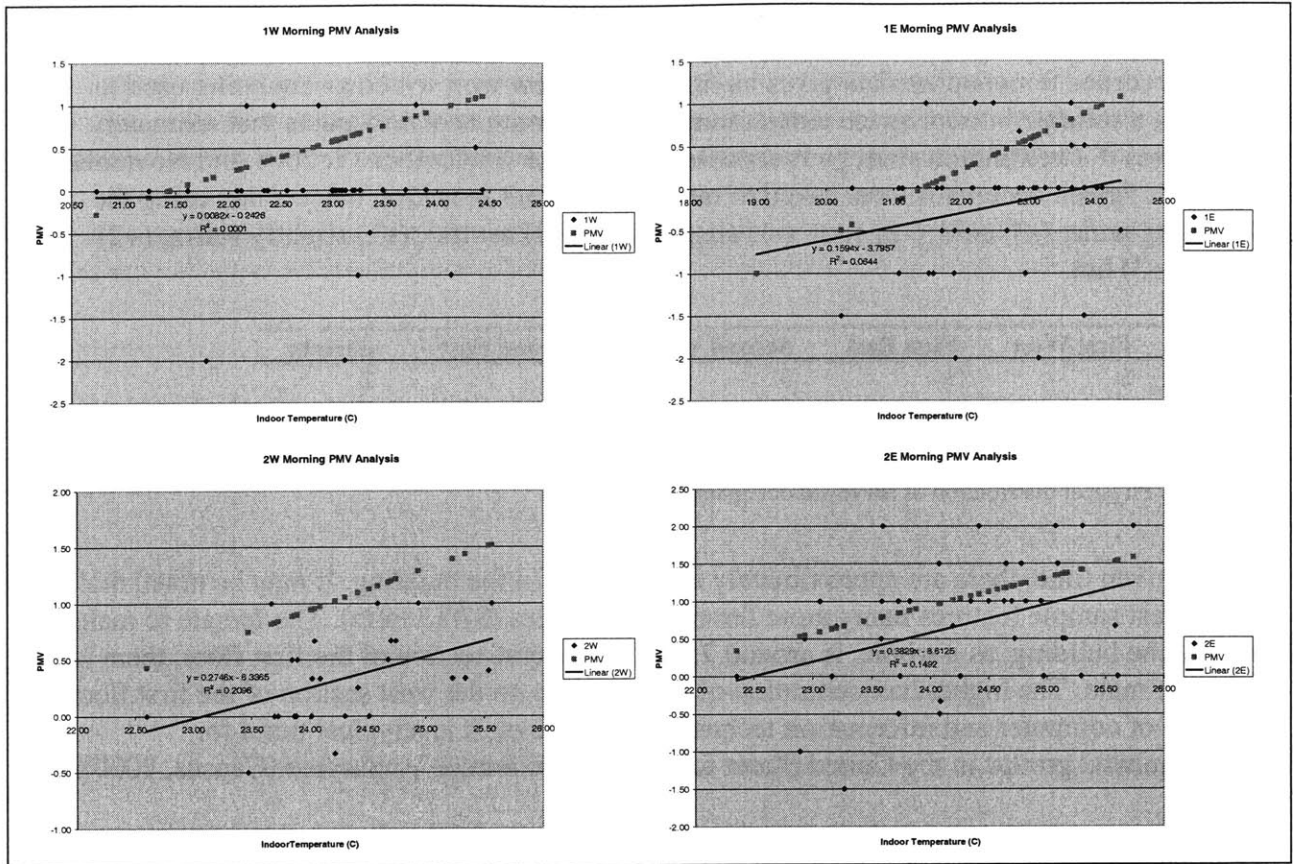 1W Morning PMV Analysis
1.5
1
0.5
0
-0.5
-1
-1.5
-2
-2.5
20.50 21.00 21.50 22.00 22.50 23.00 23.50 24.00 24.50 25.00
y = 0.0082x - 0.2426
R² = 0.0001
PMV
Indoor Temperature (C)
1W
PMV
Linear (1W)
1E Morning PMV Analysis
1.5
1
0.5
0
-0.5
-1
-1.5
-2
-2.5
18.00 19.00 20.00 21.00 22.00 23.00 24.00 25.00
y = 0.1594x - 3.7957
R² = 0.0644
PMV
Indoor Temperature (C)
1E
PMV
Linear (1E)
2W Morning PMV Analysis
2.00
1.50
1.00
0.50
0.00
-0.50
-1.00
22.00 22.50 23.00 23.50 24.00 24.50 25.00 25.50 26.00
y = 0.2746x - 6.3365
R² = 0.2096
PMV
IndoorTemperature (C)
2W
PMV
Linear (2W)
2E Morning PMV Analysis
2.50
2.00
1.50
1.00
0.50
0.00
-0.50
-1.00
-1.50
-2.00
22.00 22.50 23.00 23.50 24.00 24.50 25.00 25.50 26.00
y = 0.3829x - 8.6125
R² = 0.1492
PMV
Indoor Temperature (C)
2E
PMV
Linear (2E)